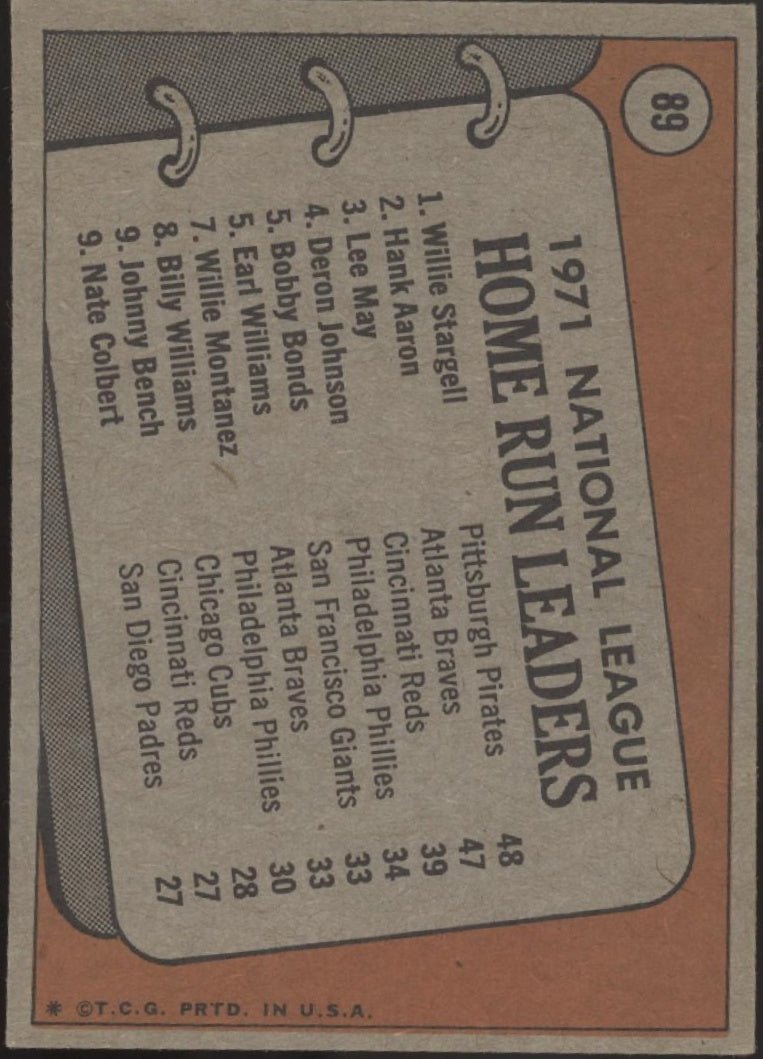 89
1971 NATIONAL LEAGUE
HOME RUN LEADERS
1. Willie Stargell Pittsburgh Pirates 48
2. Hank Aaron Atlanta Braves 47
3. Lee May Cincinnati Reds 39
4. Deron Johnson Philadelphia Phillies 34
5. Bobby Bonds San Francisco Giants 33
5. Earl Williams Atlanta Braves 33
7. Willie Montanez Philadelphia Phillies 30
8. Billy Williams Chicago Cubs 28
9. Johnny Bench Cincinnati Reds 27
9. Nate Colbert San Diego Padres 27
* ©T.C.G. PRTD. IN U.S.A.